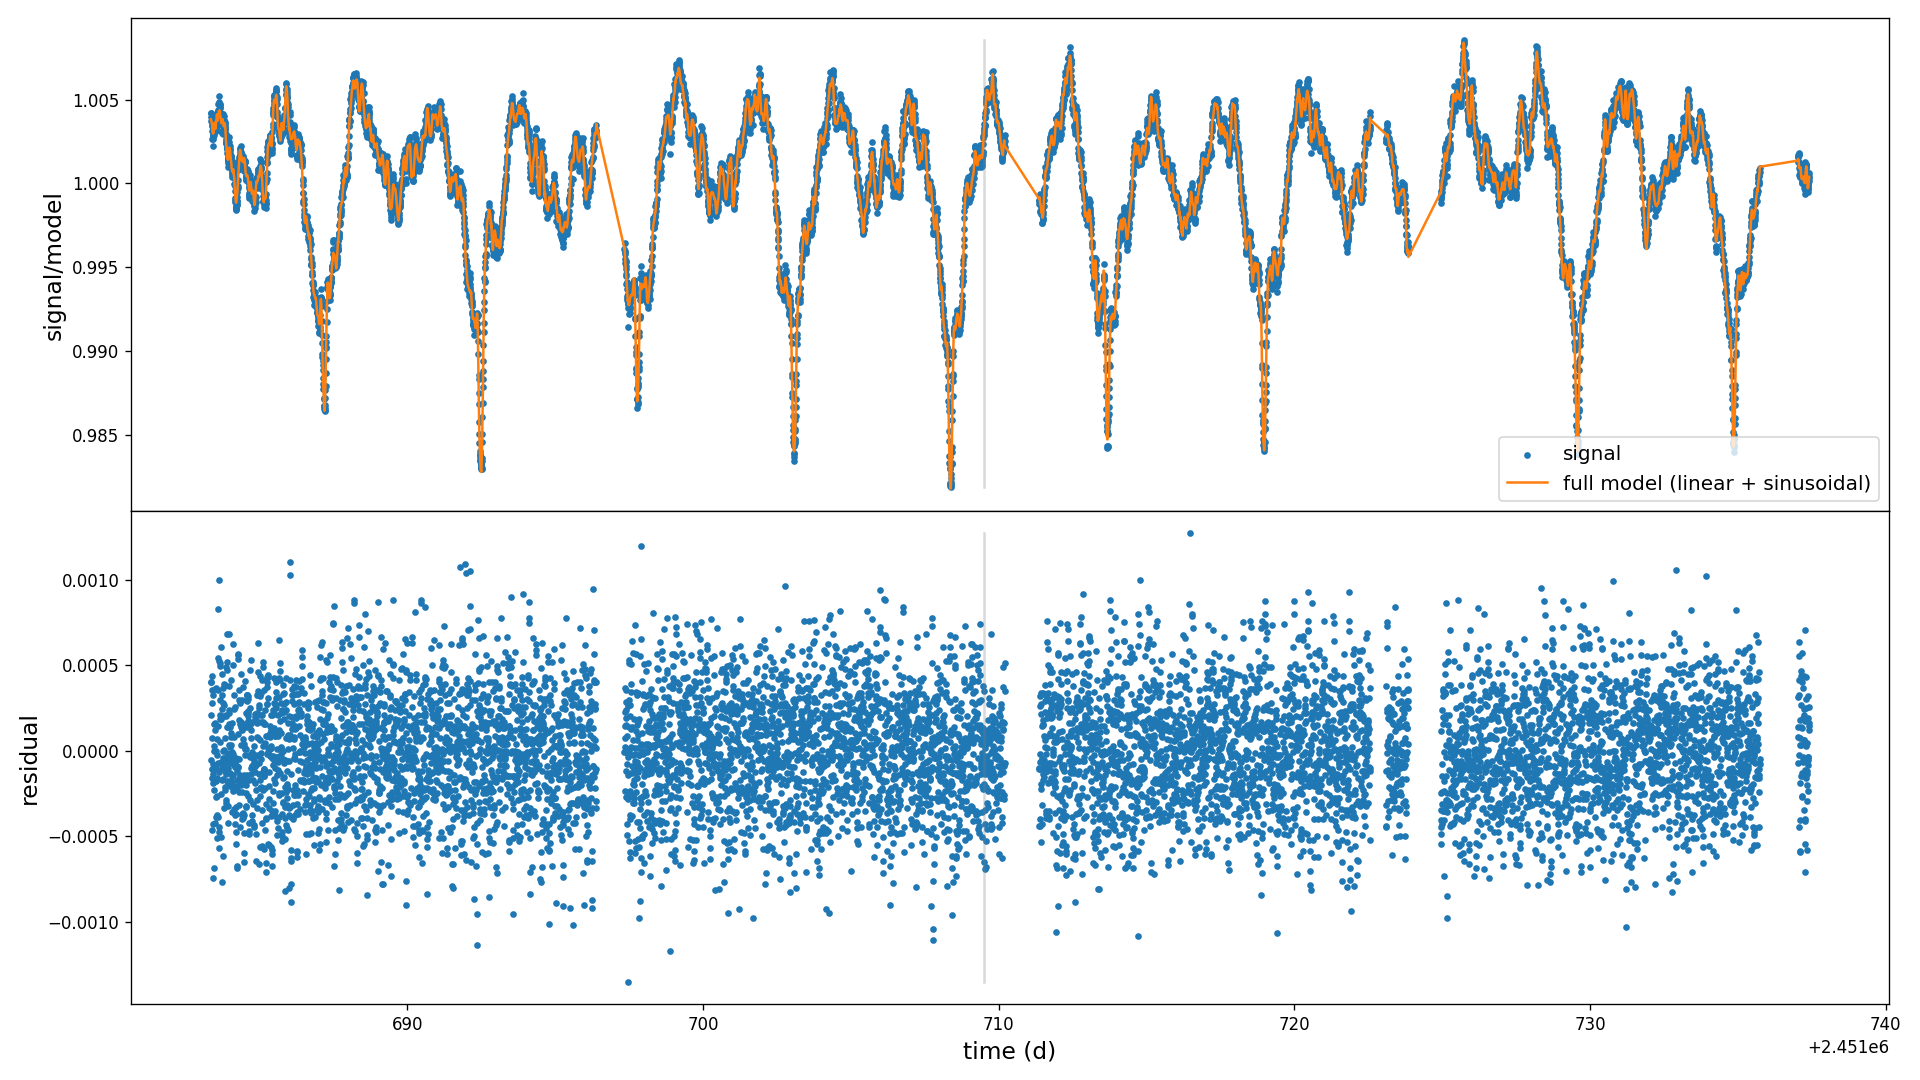 signal/model
1.005
1.000
0.995
0.990
0.985
signal
full model (linear + sinusoidal)
residual
0.0010
0.0005
0.0000
−0.0005
−0.0010
690
700
710
720
730
740
time (d)
+2.451e6